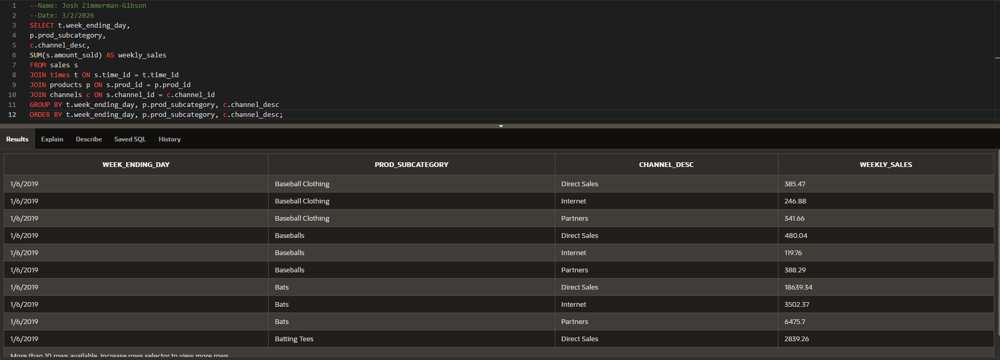 1 --Name: Josh Zimmerman-Gibson
2 --Date: 3/2/2026
3 SELECT t.week_ending_day,
4 p.prod_subcategory,
5 c.channel_desc,
6 SUM(s.amount_sold) AS weekly_sales
7 FROM sales s
8 JOIN times t ON s.time_id = t.time_id
9 JOIN products p ON s.prod_id = p.prod_id
10 JOIN channels c ON s.channel_id = c.channel_id
11 GROUP BY t.week_ending_day, p.prod_subcategory, c.channel_desc
12 ORDER BY t.week_ending_day, p.prod_subcategory, c.channel_desc;
Results Explain Describe Saved SQL History
WEEK_ENDING_DAY PROD_SUBCATEGORY CHANNEL_DESC WEEKLY_SALES
1/6/2019 Baseball Clothing Direct Sales 385.47
1/6/2019 Baseball Clothing Internet 246.88
1/6/2019 Baseball Clothing Partners 341.66
1/6/2019 Baseballs Direct Sales 480.04
1/6/2019 Baseballs Internet 119.76
1/6/2019 Baseballs Partners 388.29
1/6/2019 Bats Direct Sales 18639.34
1/6/2019 Bats Internet 3502.37
1/6/2019 Bats Partners 6475.7
1/6/2019 Batting Tees Direct Sales 2839.26
More than 10 rows available. Increase rows selector to view more rows.